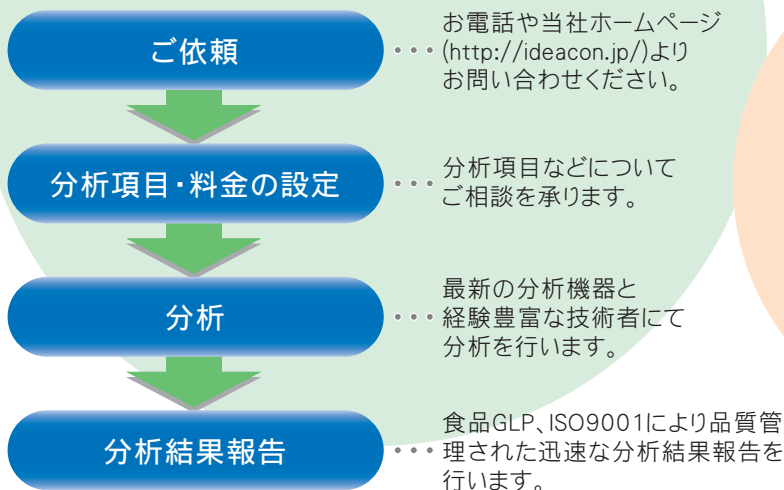 ご依頼
・・・お電話や当社ホームページ
(http://ideacon.jp/)より
お問い合わせください。
分析項目・料金の設定
・・・分析項目などについて
ご相談を承ります。
分析
・・・最新の分析機器と
経験豊富な技術者にて
分析を行います。
分析結果報告
・・・食品GLP、ISO9001により品質管
理された迅速な分析結果報告を
行います。